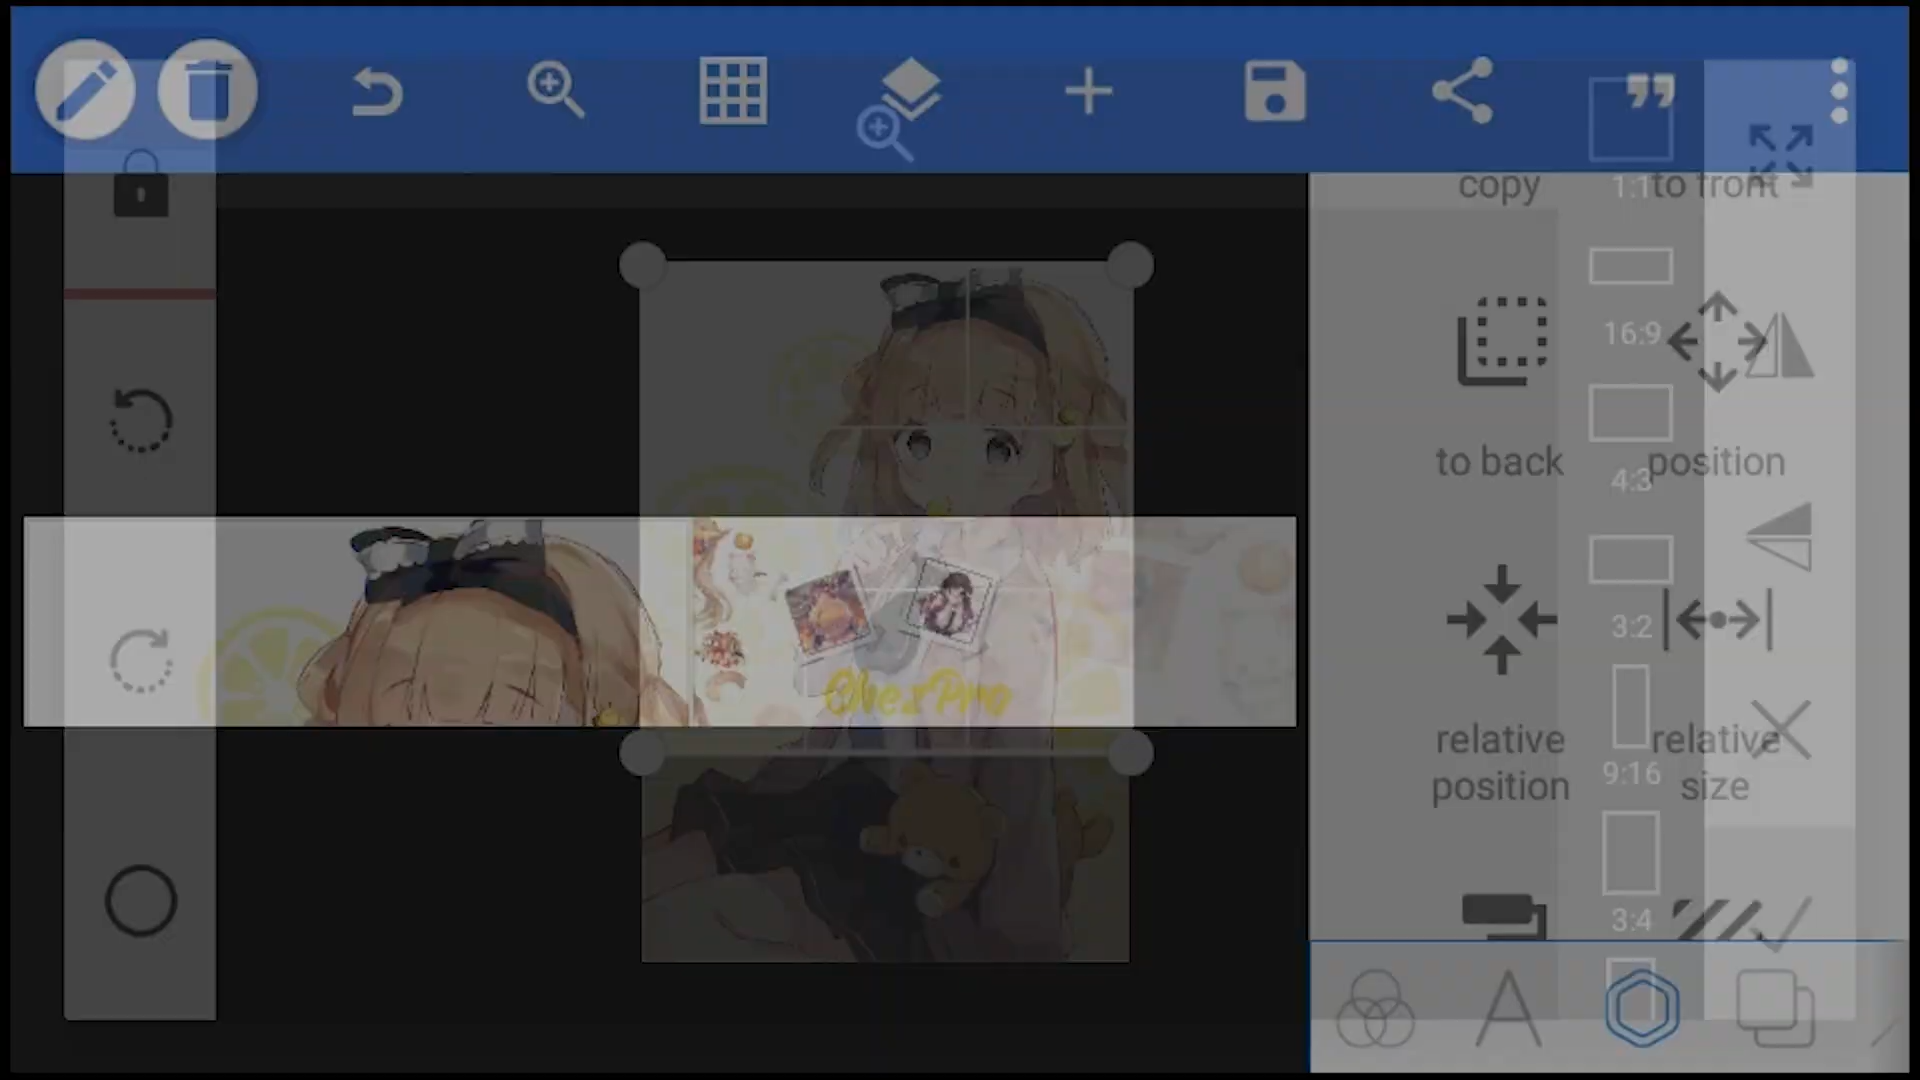 copy
to front
1:1
16:9
to back
position
4:3
3:2
relative position
relative size
9:16
3:4
OhezPro
A